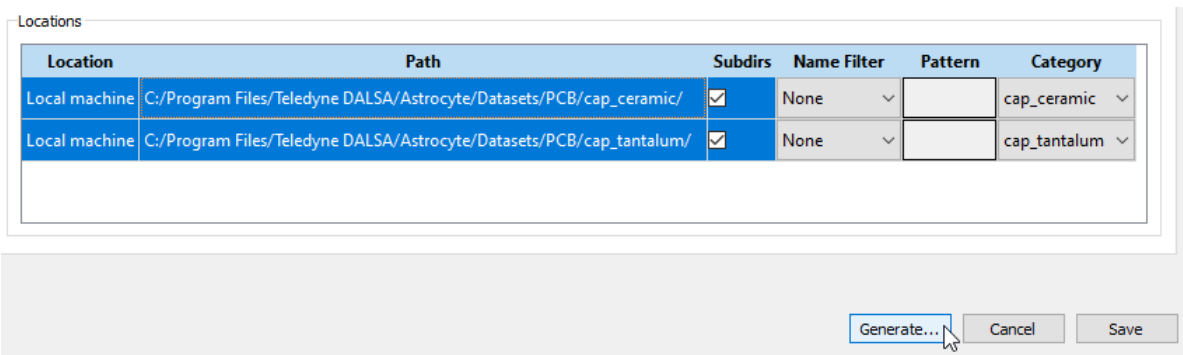 Locations
Location Path Subdirs Name Filter Pattern Category
Local machine C:/Program Files/Teledyne DALSA/Astrocyte/Datasets/PCB/cap_ceramic/ None cap_ceramic
Local machine C:/Program Files/Teledyne DALSA/Astrocyte/Datasets/PCB/cap_tantalum/ None cap_tantalum
Generate... Cancel Save